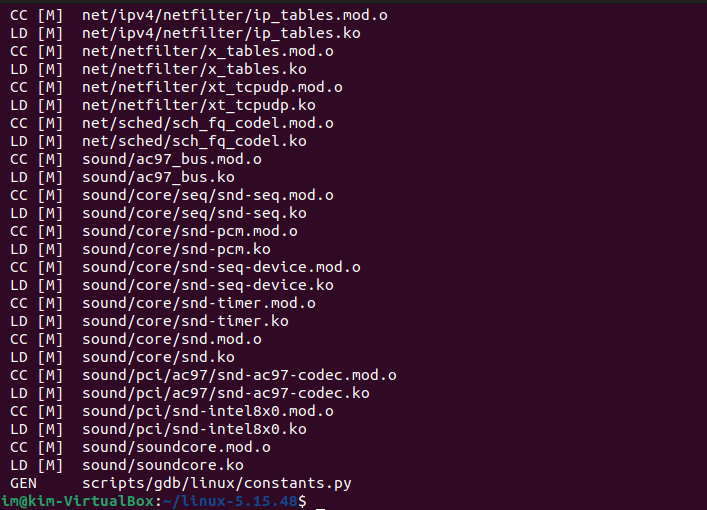 CC [M]  net/ipv4/netfilter/ip_tables.mod.o
LD [M]  net/ipv4/netfilter/ip_tables.ko
CC [M]  net/netfilter/x_tables.mod.o
LD [M]  net/netfilter/x_tables.ko
CC [M]  net/netfilter/xt_tcpudp.mod.o
LD [M]  net/netfilter/xt_tcpudp.ko
CC [M]  net/sched/sch_fq_codel.mod.o
LD [M]  net/sched/sch_fq_codel.ko
CC [M]  sound/ac97_bus.mod.o
LD [M]  sound/ac97_bus.ko
CC [M]  sound/core/seq/snd-seq.mod.o
LD [M]  sound/core/seq/snd-seq.ko
CC [M]  sound/core/snd-pcm.mod.o
LD [M]  sound/core/snd-pcm.ko
CC [M]  sound/core/snd-seq-device.mod.o
LD [M]  sound/core/snd-seq-device.ko
CC [M]  sound/core/snd-timer.mod.o
LD [M]  sound/core/snd-timer.ko
CC [M]  sound/core/snd.mod.o
LD [M]  sound/core/snd.ko
CC [M]  sound/pci/ac97/snd-ac97-codec.mod.o
LD [M]  sound/pci/ac97/snd-ac97-codec.ko
CC [M]  sound/pci/snd-intel8x0.mod.o
LD [M]  sound/pci/snd-intel8x0.ko
CC [M]  sound/soundcore.mod.o
LD [M]  sound/soundcore.ko
GEN     scripts/gdb/linux/constants.py
im@kim-VirtualBox:~/linux-5.15.48$